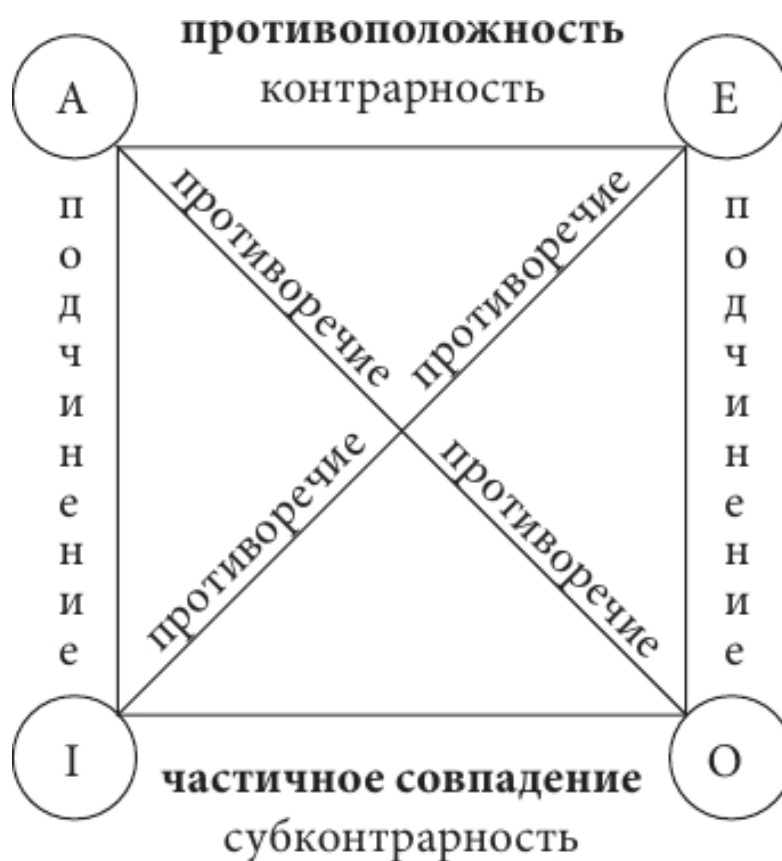 противоположность
контрарность
А
Е
подчинение
противоречие
противоречие
подчинение
противоречие
противоречие
I
О
частичное совпадение
субконтрарность